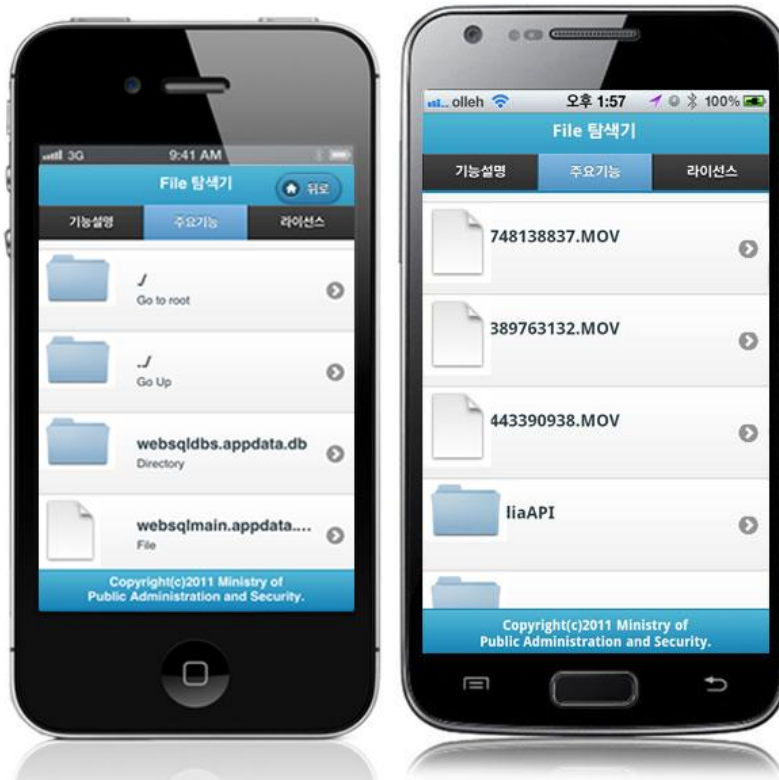 3G 9:41 AM
File 탐색기
뒤로
기능설명 주요기능 라이선스
./
Go to root
../
Go Up
websqldbs.appdata.db
Directory
websqlmain.appdata....
File
Copyright(c)2011 Ministry of
Public Administration and Security.
olleh 오후 1:57 100%
File 탐색기
기능설명 주요기능 라이선스
748138837.MOV
389763132.MOV
443390938.MOV
liaAPI
Copyright(c)2011 Ministry of
Public Administration and Security.